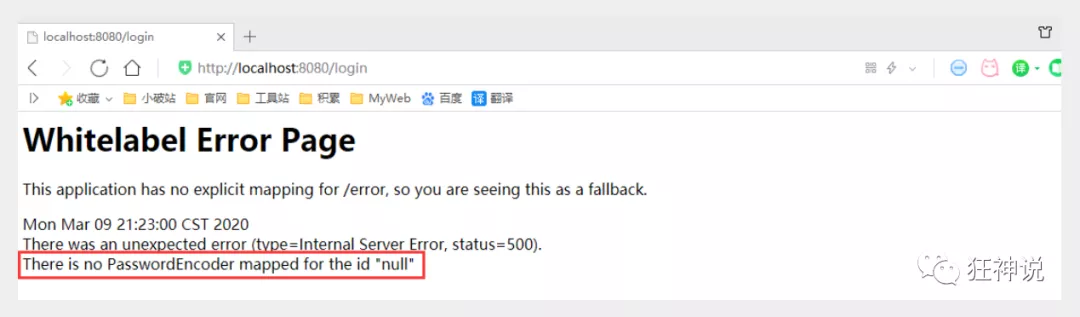 localhost:8080/login
http://localhost:8080/login
译
收藏 小破站 官网 工具站 积累 MyWeb 百度 译 翻译
Whitelabel Error Page
This application has no explicit mapping for /error, so you are seeing this as a fallback.
Mon Mar 09 21:23:00 CST 2020
There was an unexpected error (type=Internal Server Error, status=500).
There is no PasswordEncoder mapped for the id "null"
狂神说